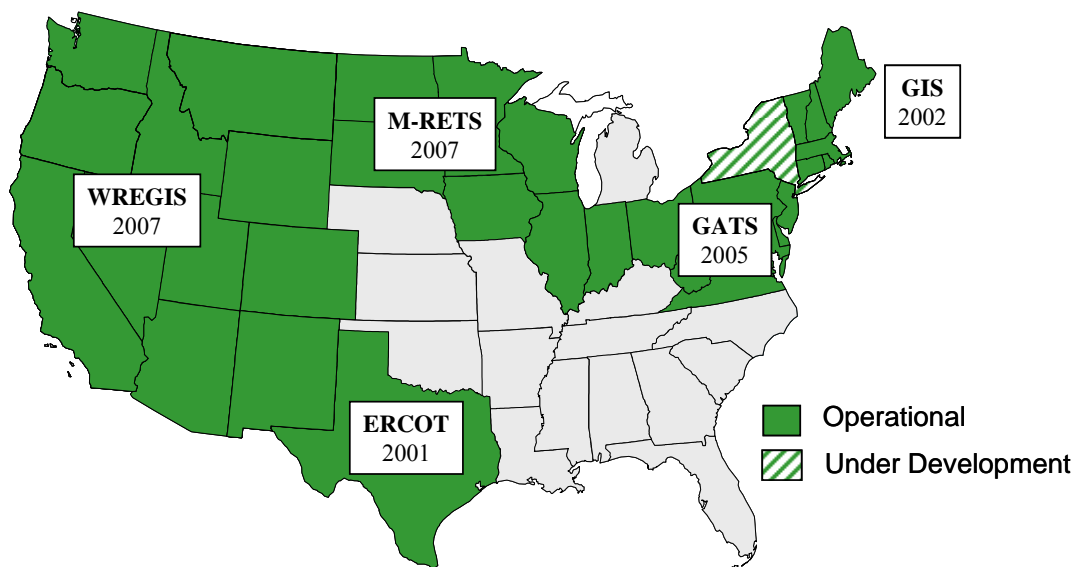 GIS
2002
M-RETS
2007
WREGIS
2007
GATS
2005
ERCOT
2001
Operational
Under Development